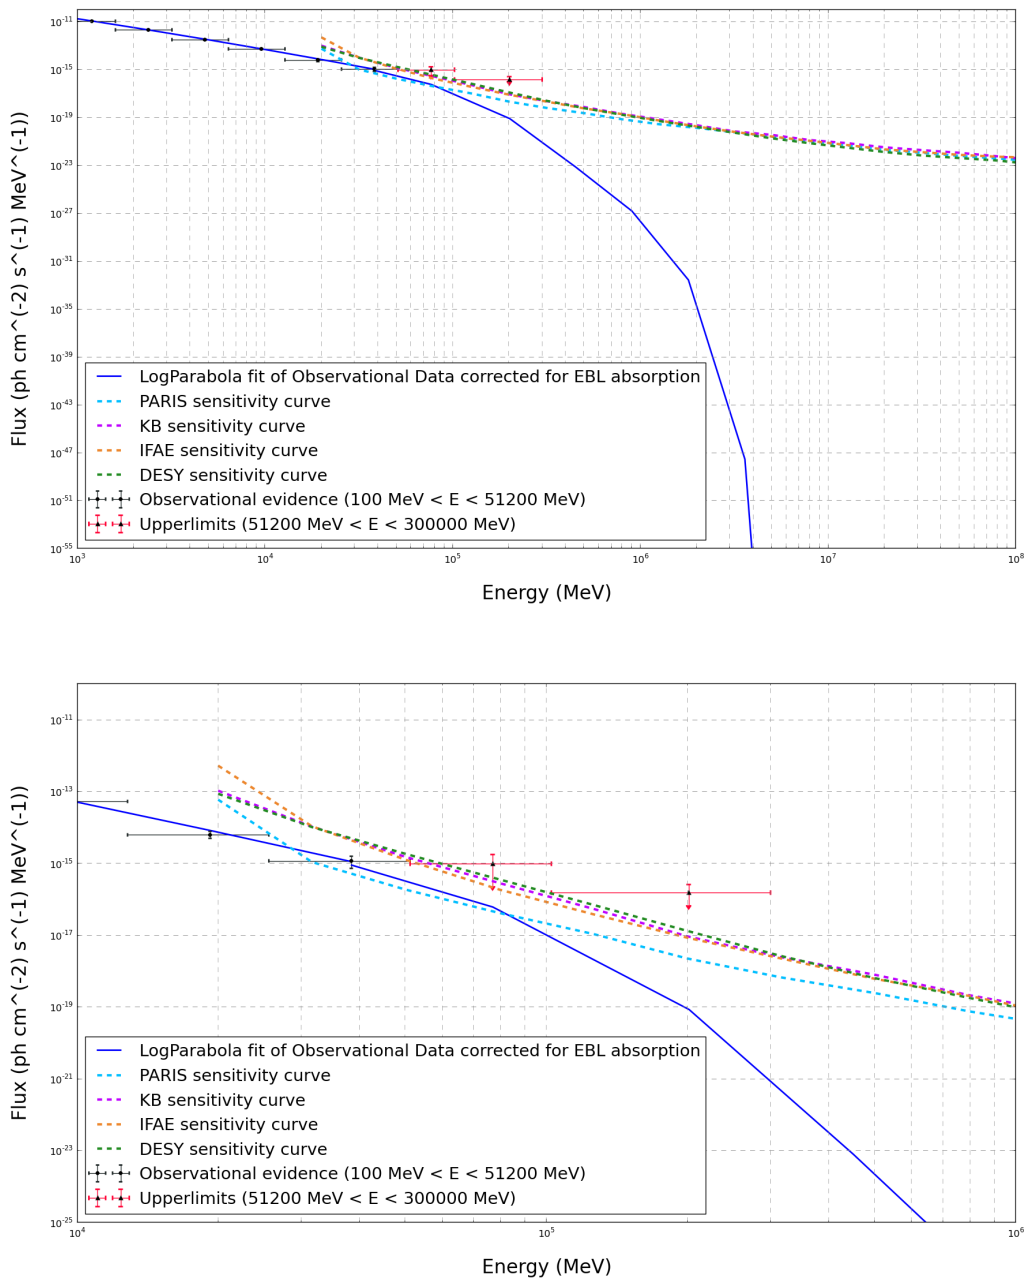 Flux (ph cm^(-2) s^(-1) MeV^(-1))
10^-11
10^-15
10^-19
10^-23
10^-27
10^-31
10^-35
10^-39
10^-43
10^-47
10^-51
10^-55
LogParabola fit of Observational Data corrected for EBL absorption
PARIS sensitivity curve
KB sensitivity curve
IFAE sensitivity curve
DESY sensitivity curve
Observational evidence (100 MeV < E < 51200 MeV)
Upperlimits (51200 MeV < E < 300000 MeV)
10^3 10^4 10^5 10^6 10^7 10^8
Energy (MeV)
Flux (ph cm^(-2) s^(-1) MeV^(-1))
10^-11
10^-13
10^-15
10^-17
10^-19
10^-21
10^-23
10^-25
LogParabola fit of Observational Data corrected for EBL absorption
PARIS sensitivity curve
KB sensitivity curve
IFAE sensitivity curve
DESY sensitivity curve
Observational evidence (100 MeV < E < 51200 MeV)
Upperlimits (51200 MeV < E < 300000 MeV)
10^4 10^5 10^6
Energy (MeV)